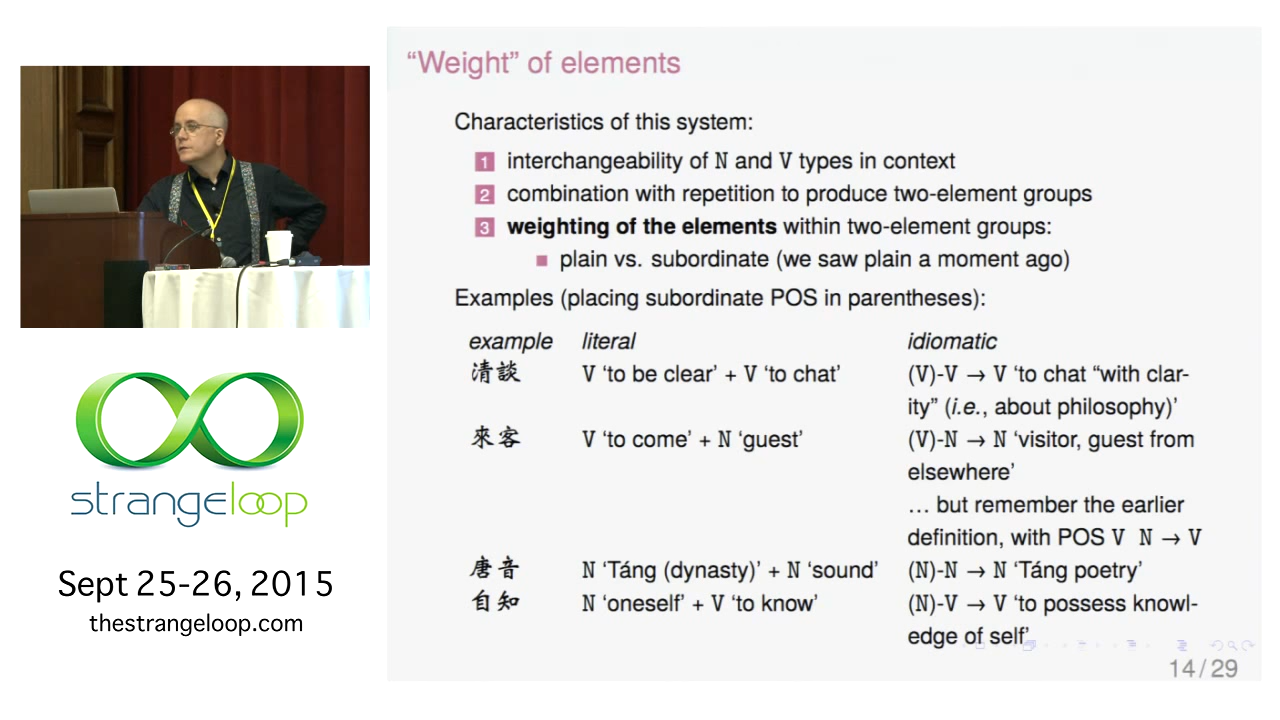 “Weight” of elements
Characteristics of this system:
1 interchangeability of N and V types in context
2 combination with repetition to produce two-element groups
3 weighting of the elements within two-element groups:
■ plain vs. subordinate (we saw plain a moment ago)
Examples (placing subordinate POS in parentheses):
example literal idiomatic
清談 V ‘to be clear’ + V ‘to chat’ (V)-V → V ‘to chat “with clar-
ity” (i.e., about philosophy)’
來客 V ‘to come’ + N ‘guest’ (V)-N → N ‘visitor, guest from
elsewhere’
… but remember the earlier
definition, with POS V N → V
唐音 N ‘Táng (dynasty)’ + N ‘sound’ (N)-N → N ‘Táng poetry’
自知 N ‘oneself’ + V ‘to know’ (N)-V → V ‘to possess knowl-
edge of self’
14/29
strangeloop
Sept 25-26, 2015
thestrangeloop.com